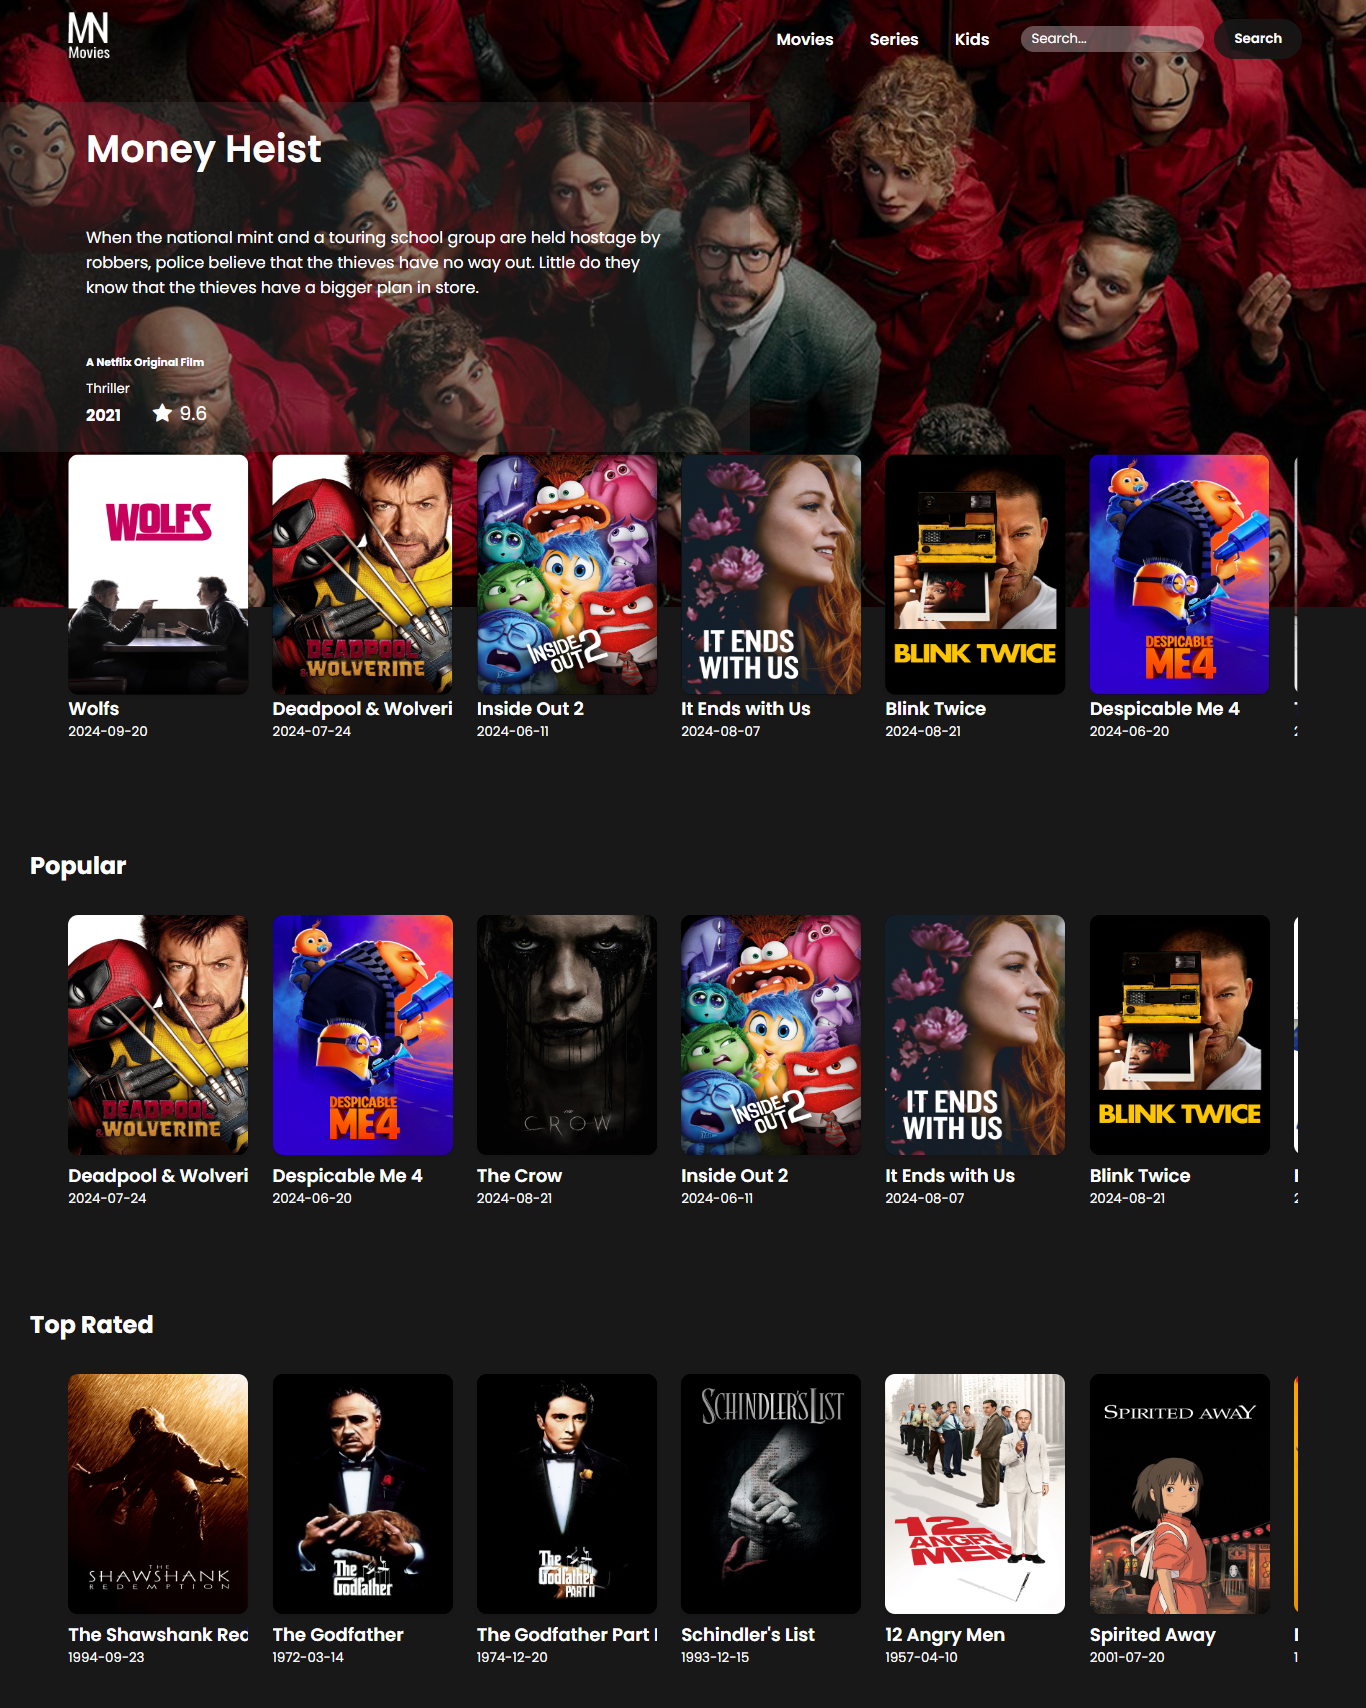 MN
Movies
Movies Series Kids Search... Search
Money Heist
When the national mint and a touring school group are held hostage by
robbers, police believe that the thieves have no way out. Little do they
know that the thieves have a bigger plan in store.
A Netflix Original Film
Thriller
2021 9.6
WOLFS
DEADPOOL
& WOLVERINE
INSIDE
OUT 2
IT ENDS
WITH US
BLINK TWICE
DESPICABLE
ME4
Wolfs
2024-09-20
Deadpool & Wolveri
2024-07-24
Inside Out 2
2024-06-11
It Ends with Us
2024-08-07
Blink Twice
2024-08-21
Despicable Me 4
2024-06-20
Popular
DEADPOOL
& WOLVERINE
DESPICABLE
ME4
THE
CROW
INSIDE
OUT 2
IT ENDS
WITH US
BLINK TWICE
Deadpool & Wolveri
2024-07-24
Despicable Me 4
2024-06-20
The Crow
2024-08-21
Inside Out 2
2024-06-11
It Ends with Us
2024-08-07
Blink Twice
2024-08-21
Top Rated
THE
SHAWSHANK
REDEMPTION
The
Godfather
The
Godfather
PART II
SCHINDLER'S LIST
12
ANGRY
MEN
SPIRITED AWAY
The Shawshank Rec
1994-09-23
The Godfather
1972-03-14
The Godfather Part I
1974-12-20
Schindler's List
1993-12-15
12 Angry Men
1957-04-10
Spirited Away
2001-07-20